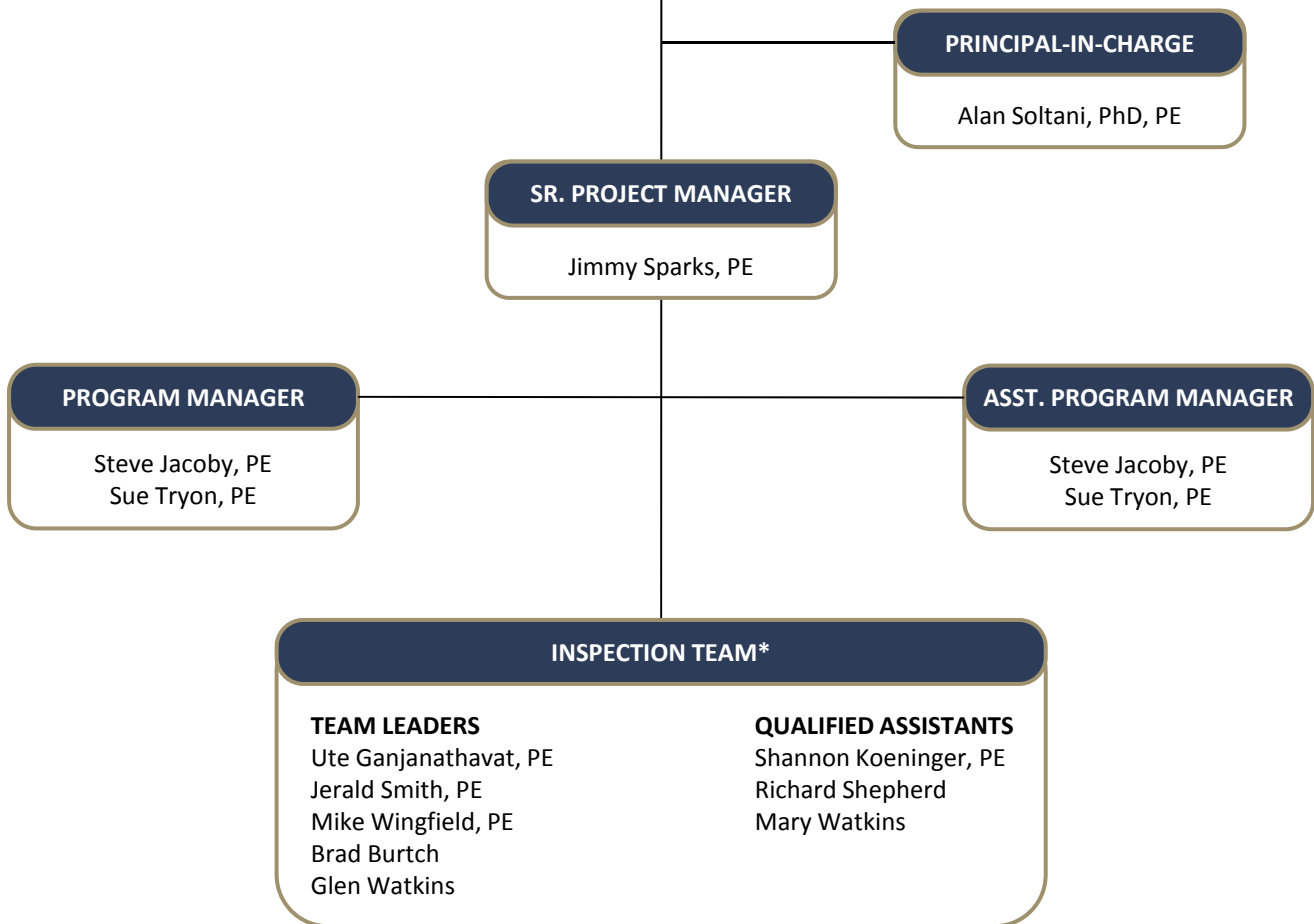 PRINCIPAL-IN-CHARGE
Alan Soltani, PhD, PE
SR. PROJECT MANAGER
Jimmy Sparks, PE
PROGRAM MANAGER
Steve Jacoby, PE
Sue Tryon, PE
ASST. PROGRAM MANAGER
Steve Jacoby, PE
Sue Tryon, PE
INSPECTION TEAM*
TEAM LEADERS
Ute Ganjanathavat, PE
Jerald Smith, PE
Mike Wingfield, PE
Brad Burtch
Glen Watkins
QUALIFIED ASSISTANTS
Shannon Koeninger, PE
Richard Shepherd
Mary Watkins